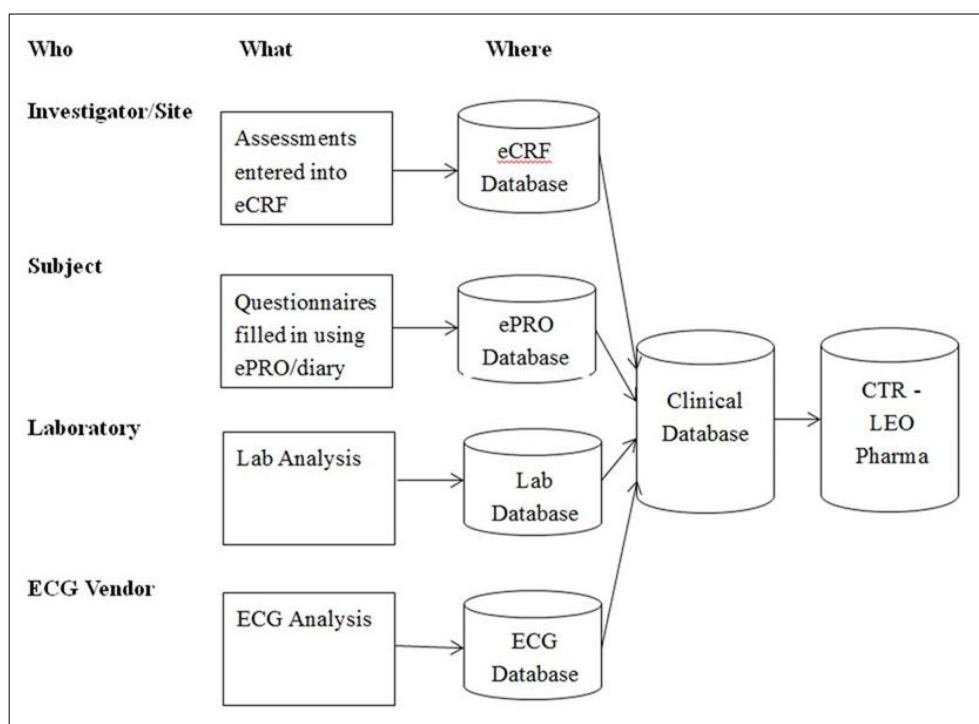 Who What Where
Investigator/Site
Assessments
entered into
eCRF
eCRF
Database
Subject
Questionnaires
filled in using
ePRO/diary
ePRO
Database
Clinical
Database
CTR -
LEO
Pharma
Laboratory
Lab Analysis
Lab
Database
ECG Vendor
ECG Analysis
ECG
Database